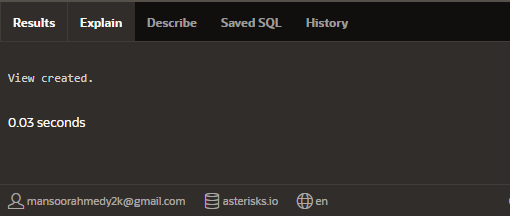 Results Explain Describe Saved SQL History
View created.
0.03 seconds
mansoorahmedy2k@gmail.com asterisks.io en